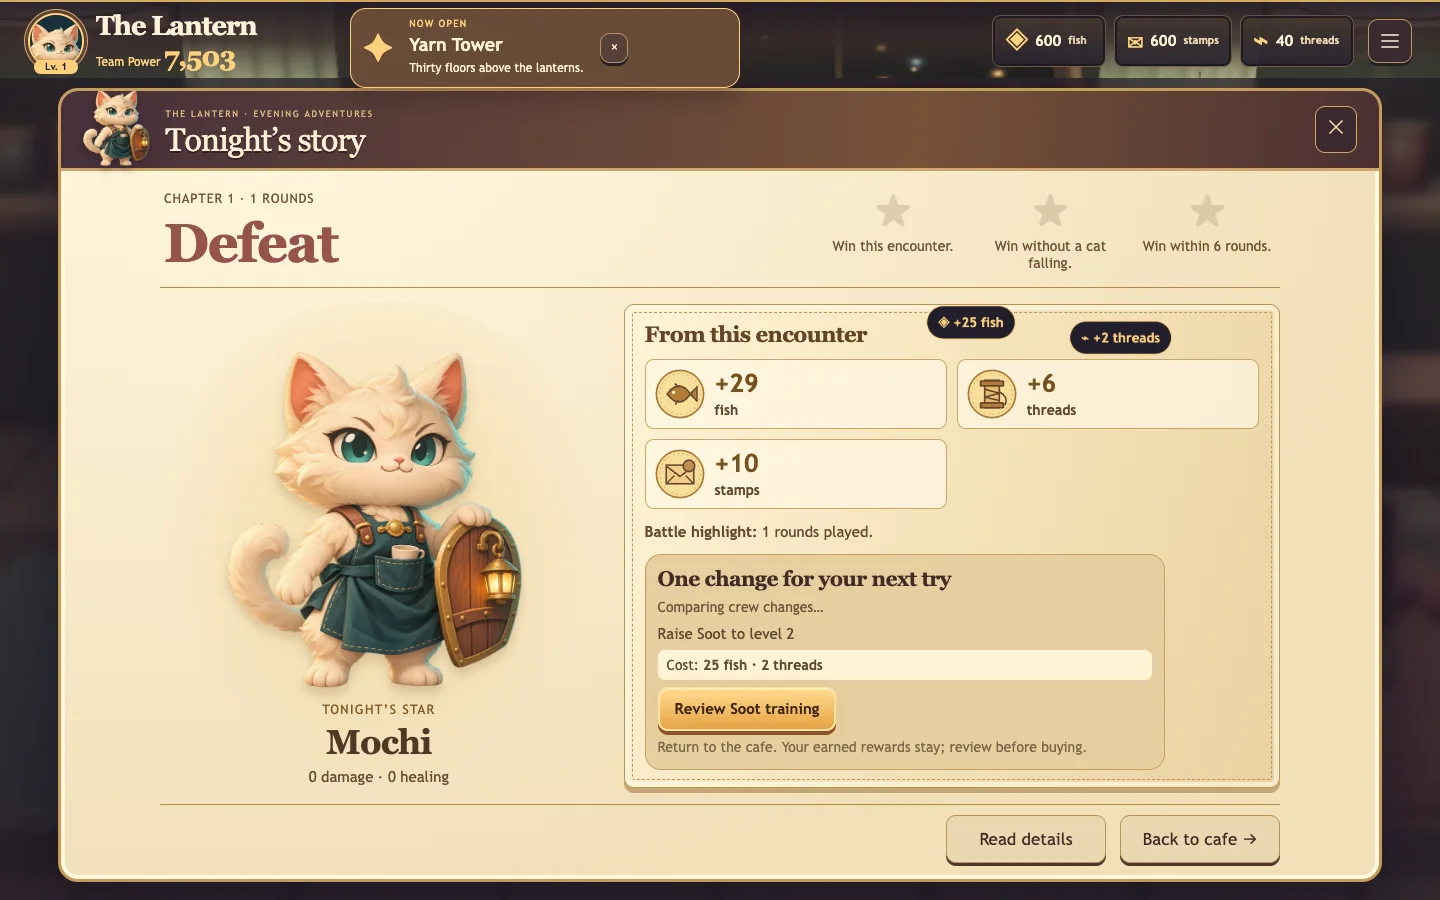 The Lantern
Team Power 7,503
Lv. 1
NOW OPEN
Yarn Tower
Thirty floors above the lanterns.
×
600 fish
600 stamps
40 threads
THE LANTERN · EVENING ADVENTURES
Tonight's story
CHAPTER 1 · 1 ROUNDS
Defeat
Win this encounter.
Win without a cat
falling.
Win within 6 rounds.
From this encounter
+25 fish
+2 threads
+29
fish
+6
threads
+10
stamps
Battle highlight: 1 rounds played.
One change for your next try
Comparing crew changes…
Raise Soot to level 2
Cost: 25 fish · 2 threads
Review Soot training
Return to the cafe. Your earned rewards stay; review before buying.
TONIGHT'S STAR
Mochi
0 damage · 0 healing
Read details
Back to cafe →